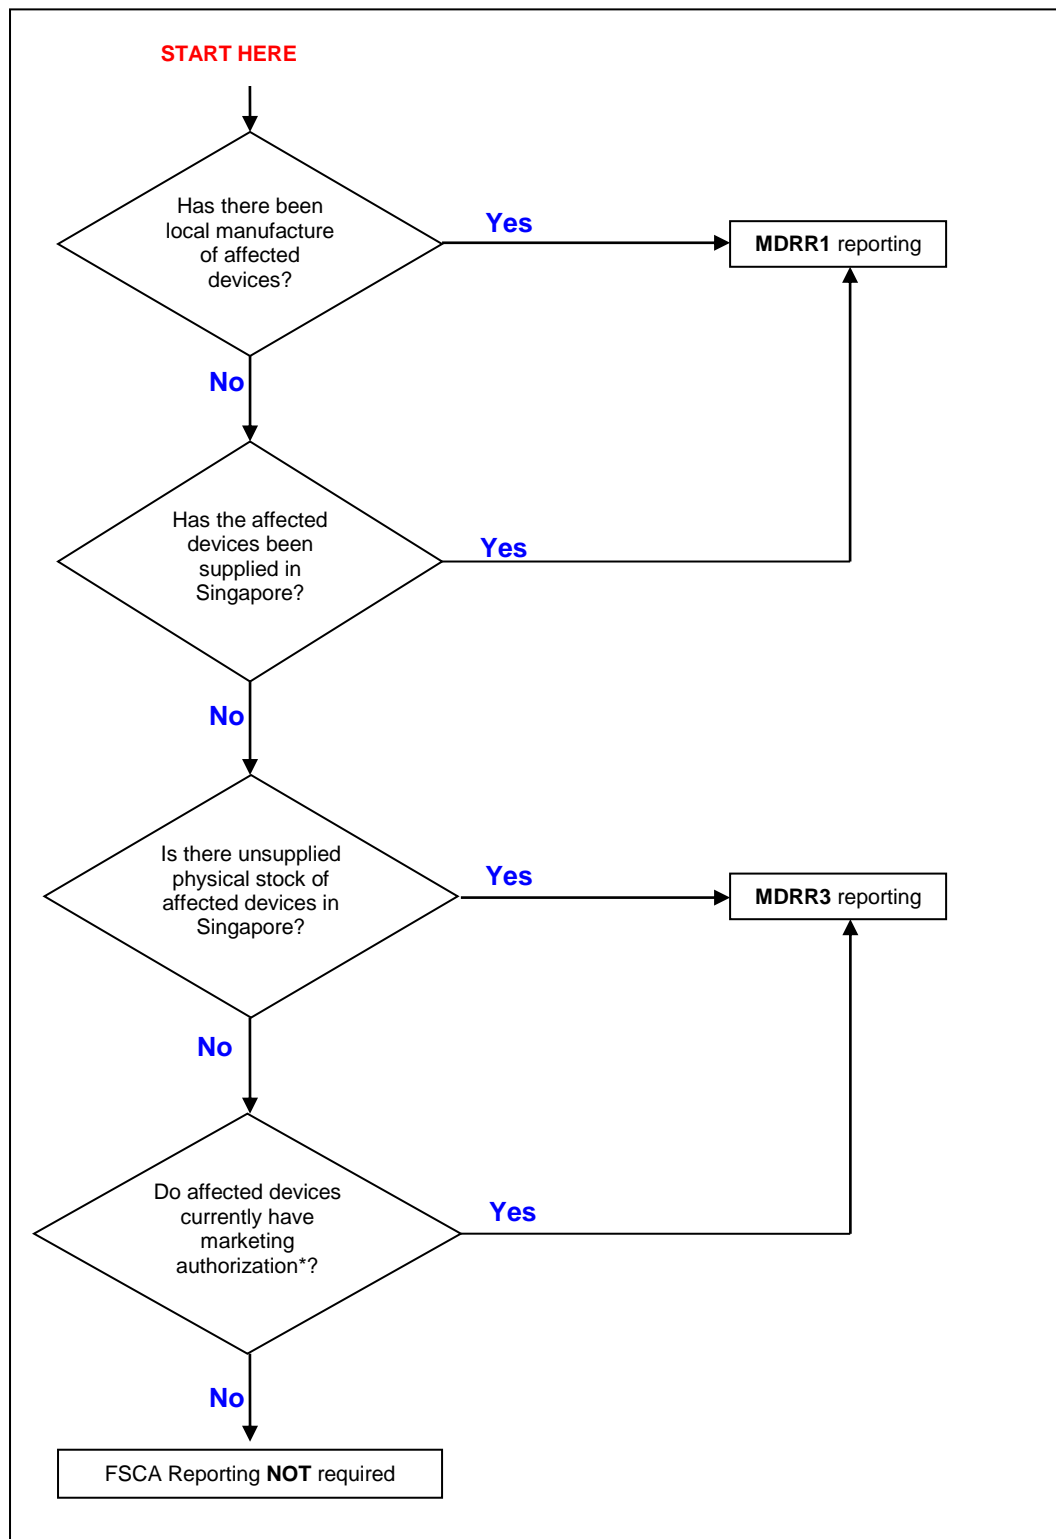 START HERE
Has there been
local manufacture
of affected
devices?
Yes
MDRR1 reporting
No
Has the affected
devices been
supplied in
Singapore?
Yes
No
Is there unsupplied
physical stock of
affected devices in
Singapore?
Yes
MDRR3 reporting
No
Do affected devices
currently have
marketing
authorization*?
Yes
No
FSCA Reporting NOT required